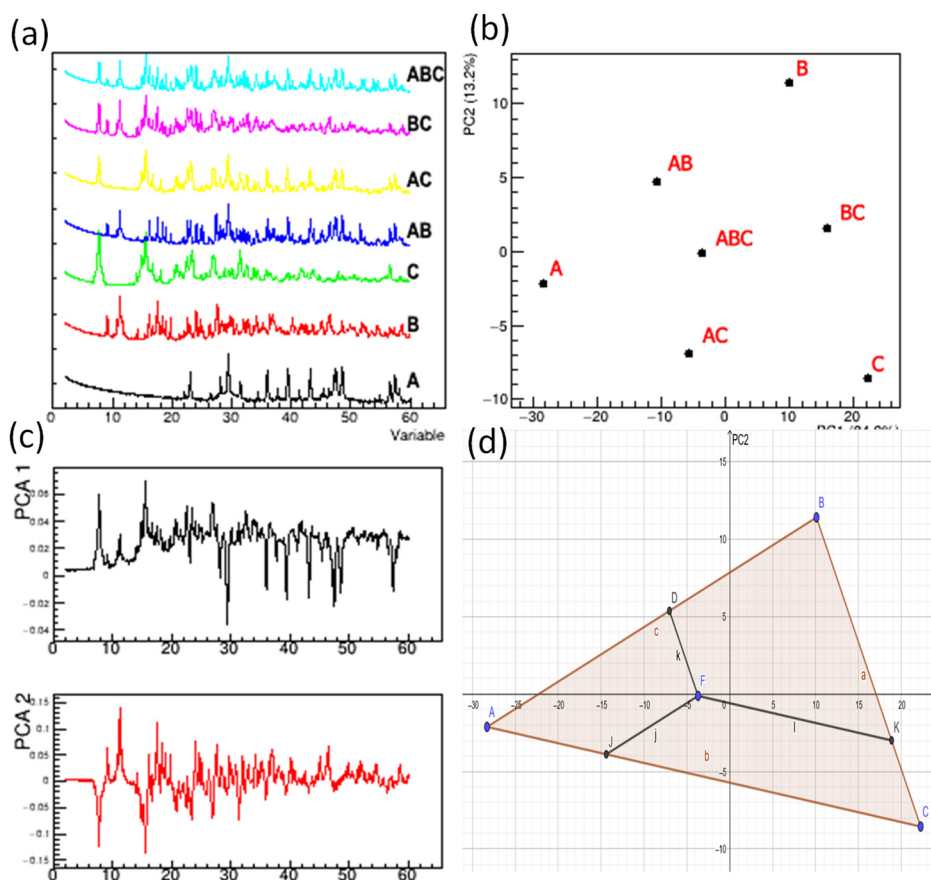 (a)
ABC
BC
AC
AB
C
B
A
0 10 20 30 40 50 60
Variable
(b)
PC2 (13.2%)
10
5
0
−5
−10
−30 −20 −10 0 10 20
B
AB
BC
ABC
A
AC
C
(c)
PCA 1
0.04
0.02
0
−0.02
−0.04
0 10 20 30 40 50 60
PCA 2
0.15
0.1
0.05
0
−0.05
−0.1
−0.15
0 10 20 30 40 50 60
(d)
PC2
15
10
5
−5
−10
−30 −25 −20 −15 −10 −5 0 5 10 15 20
B
D
c
k
a
F
A
J
j
l
K
b
C